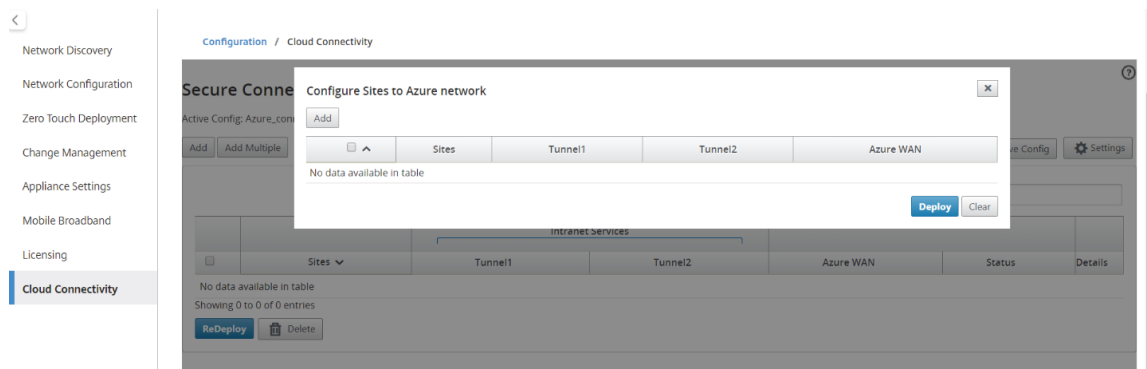 Network Discovery
Network Configuration
Zero Touch Deployment
Change Management
Appliance Settings
Mobile Broadband
Licensing
Cloud Connectivity
Configuration / Cloud Connectivity
Secure Conne
Active Config: Azure_con
Add Add Multiple
ve Config Settings
Configure Sites to Azure network
Add
Sites Tunnel1 Tunnel2 Azure WAN
No data available in table
Deploy Clear
Intranet Services
Sites Tunnel1 Tunnel2 Azure WAN Status Details
No data available in table
Showing 0 to 0 of 0 entries
ReDeploy Delete